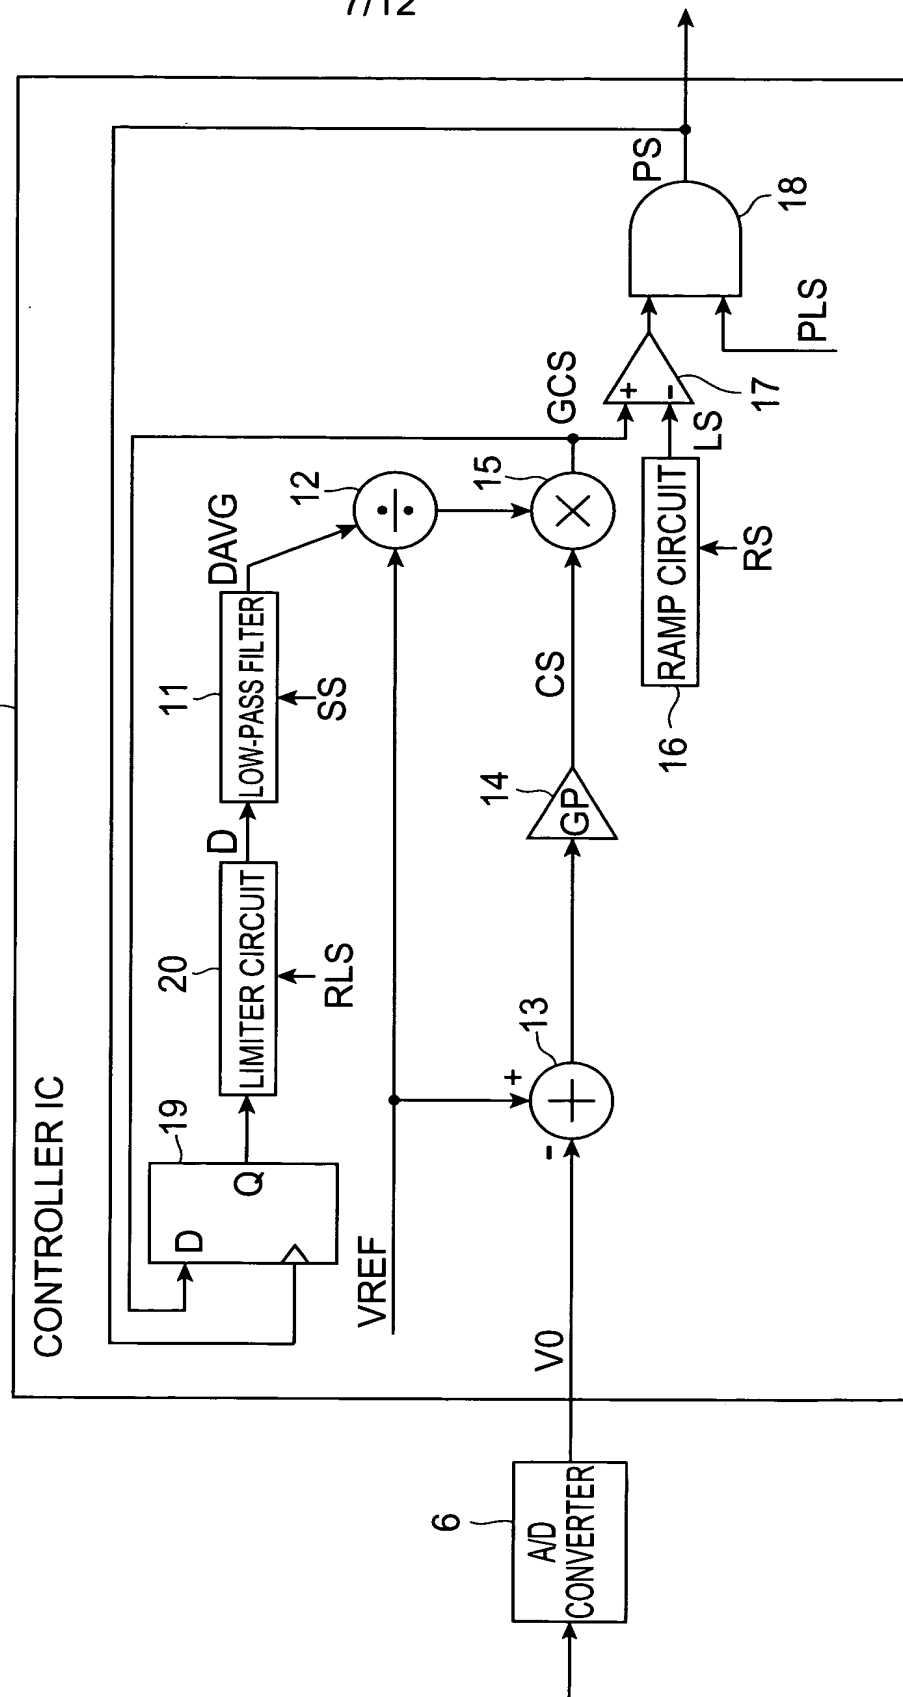 7/12
CONTROLLER IC
19
D
Q
20
LIMITER CIRCUIT
RLS
D
11
LOW-PASS FILTER
SS
DAVG
12
÷
VREF
6
A/D
CONVERTER
V0
-
+
+
13
14
GP
CS
15
×
GCS
16
RAMP CIRCUIT
RS
LS
+
-
17
PLS
18
PS